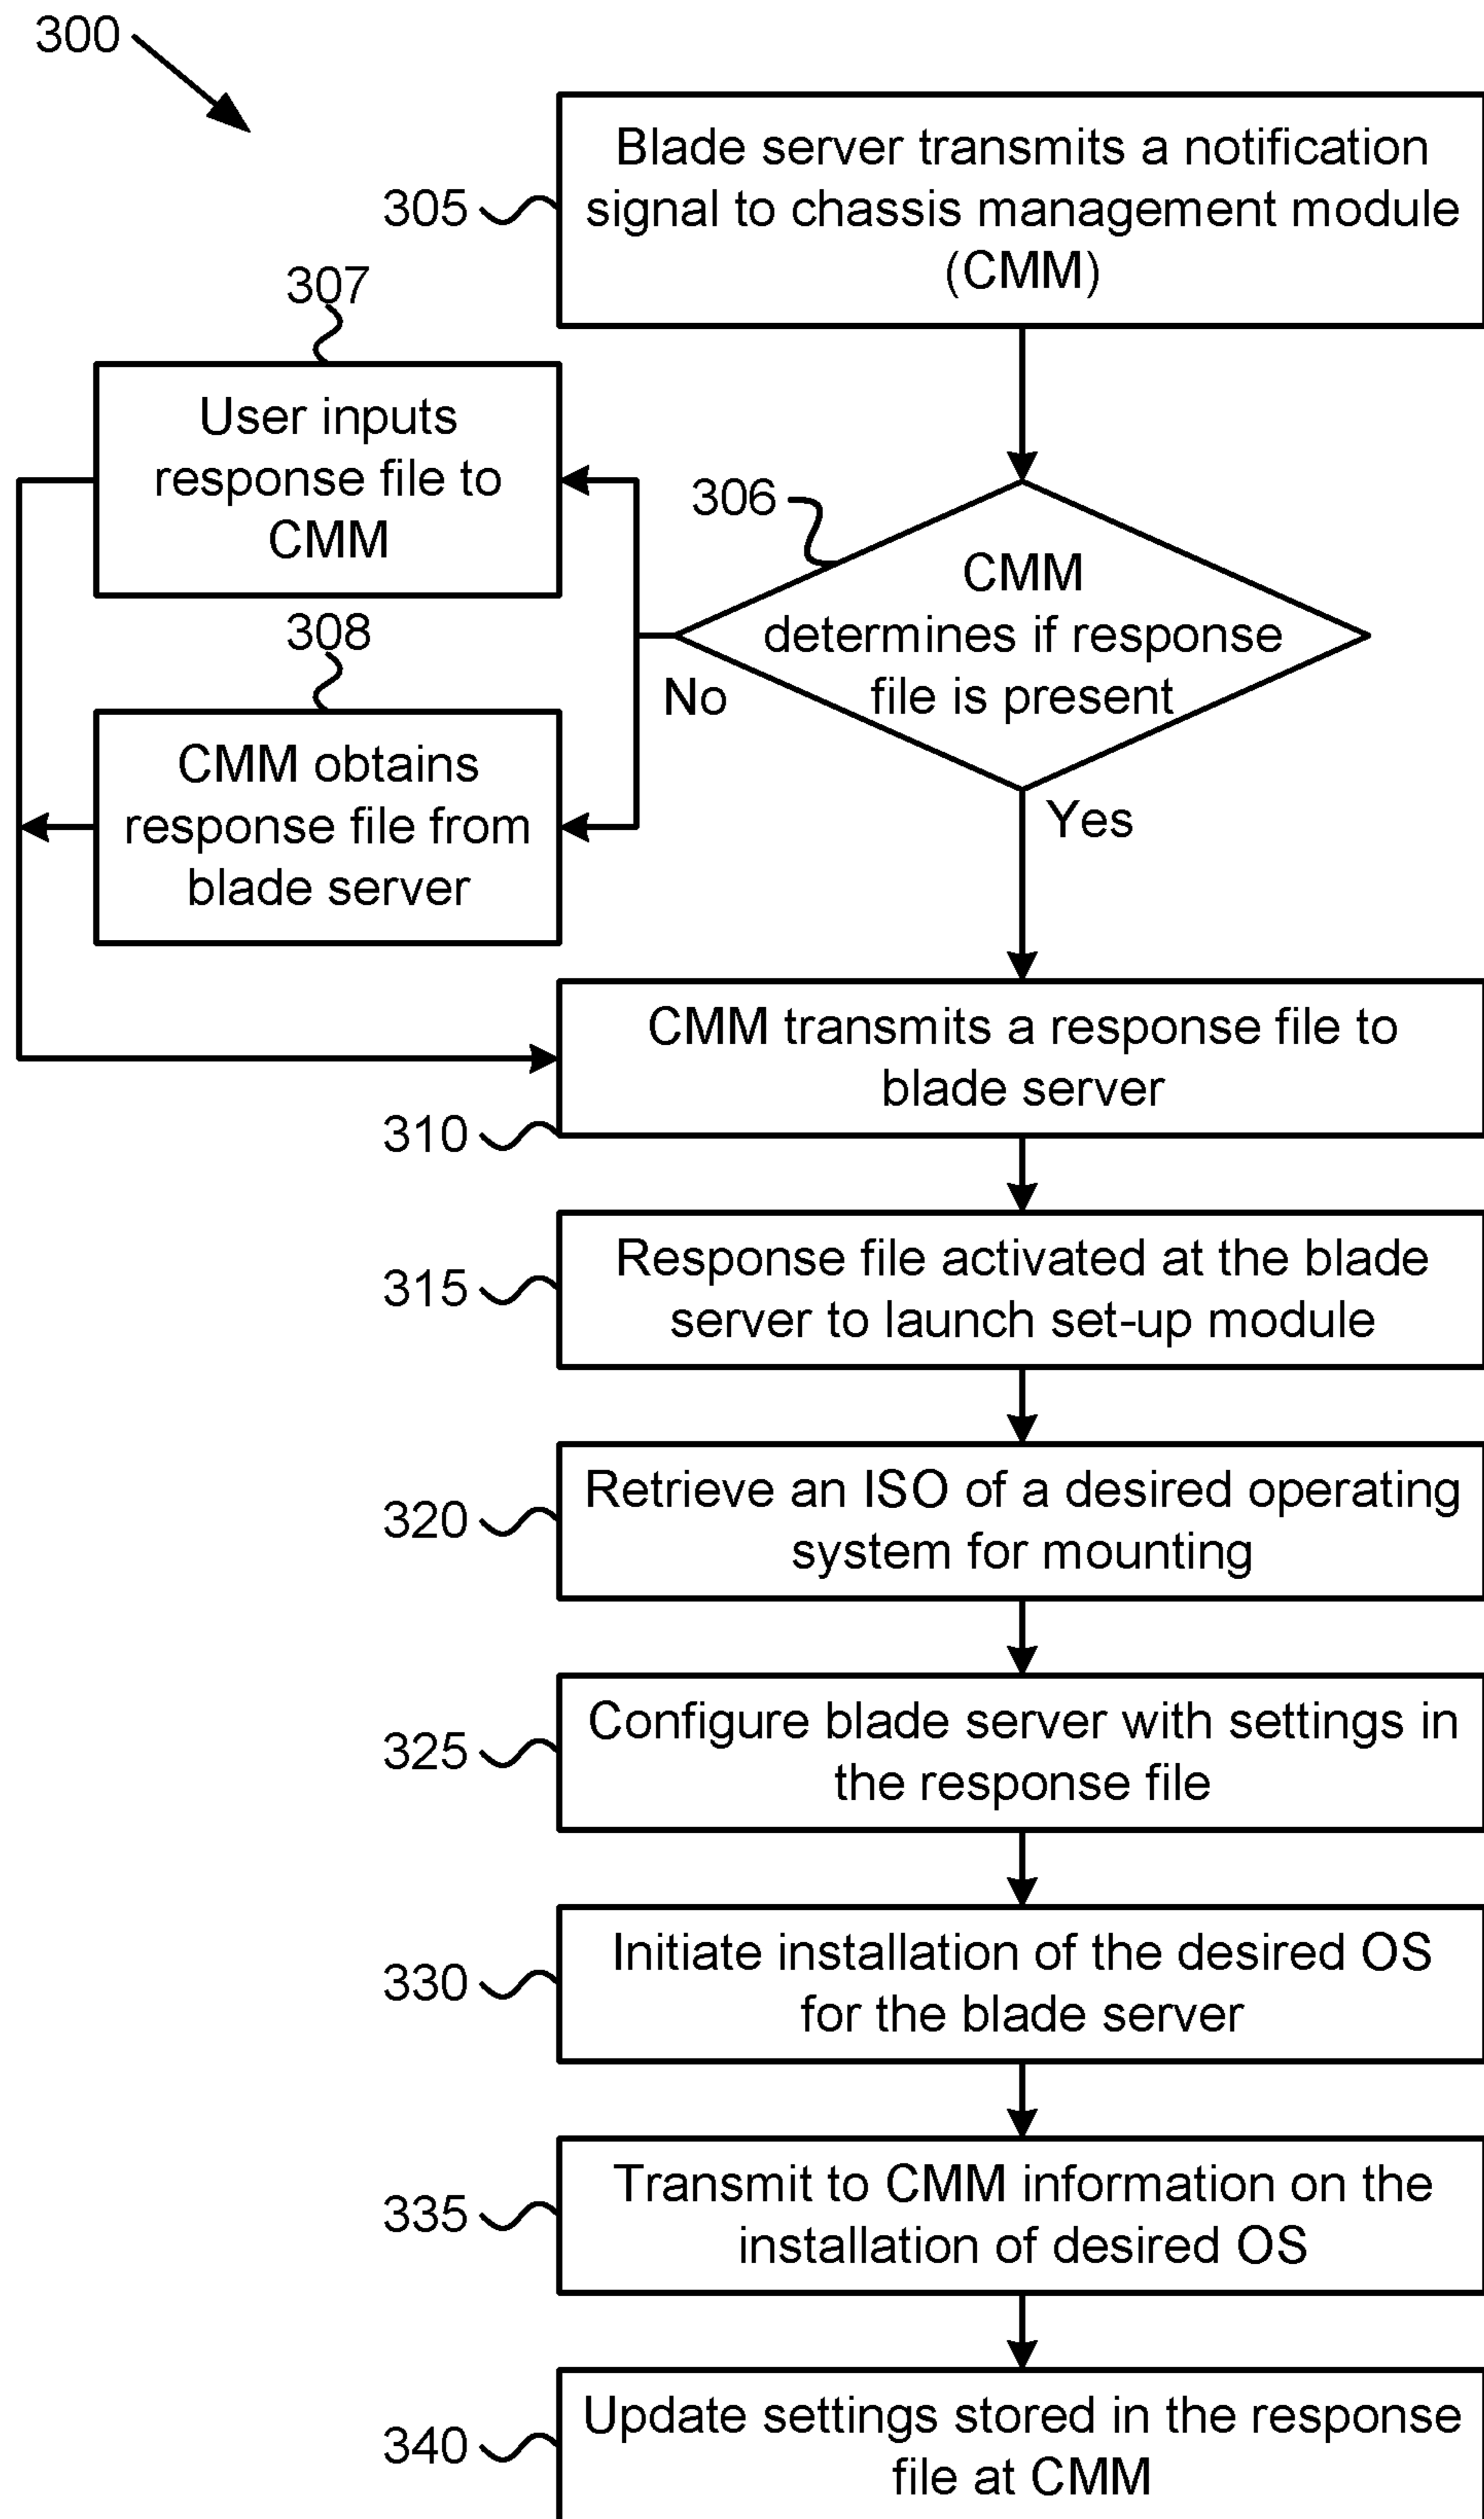 300
Blade server transmits a notification
signal to chassis management module
(CMM)
305
307
User inputs
response file to
CMM
306
CMM
determines if response
file is present
No
Yes
308
CMM obtains
response file from
blade server
CMM transmits a response file to
blade server
310
Response file activated at the blade
server to launch set-up module
315
Retrieve an ISO of a desired operating
system for mounting
320
Configure blade server with settings in
the response file
325
Initiate installation of the desired OS
for the blade server
330
Transmit to CMM information on the
installation of desired OS
335
Update settings stored in the response
file at CMM
340